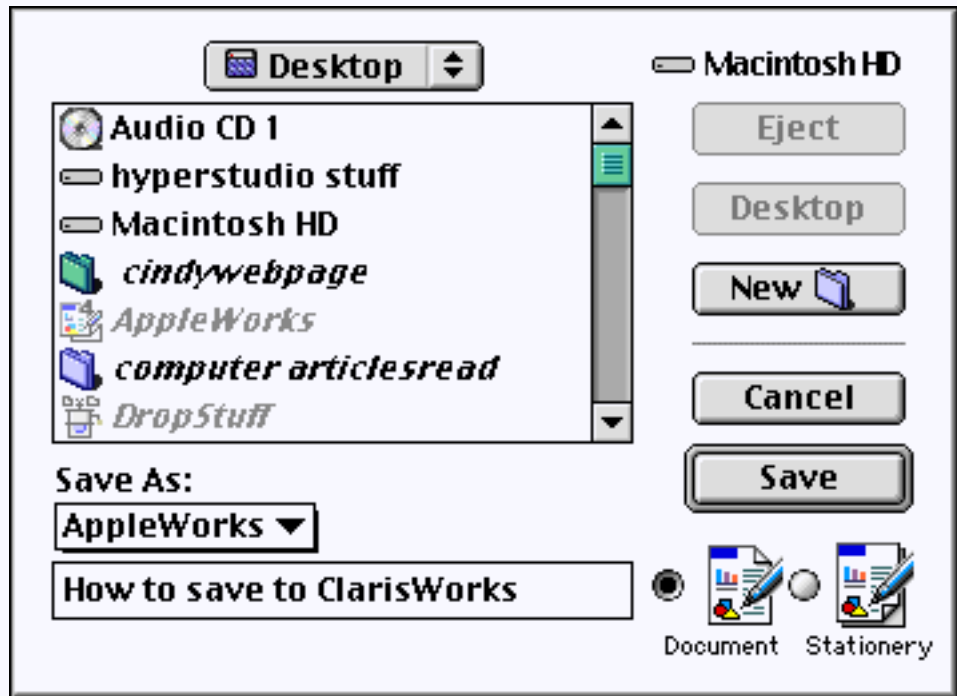 Desktop
Macintosh HD
Audio CD 1
hyperstudio stuff
Macintosh HD
cindywebpage
AppleWorks
computer articlesread
DropStuff
Eject
Desktop
New
Cancel
Save
Save As:
AppleWorks
How to save to ClarisWorks
Document
Stationery